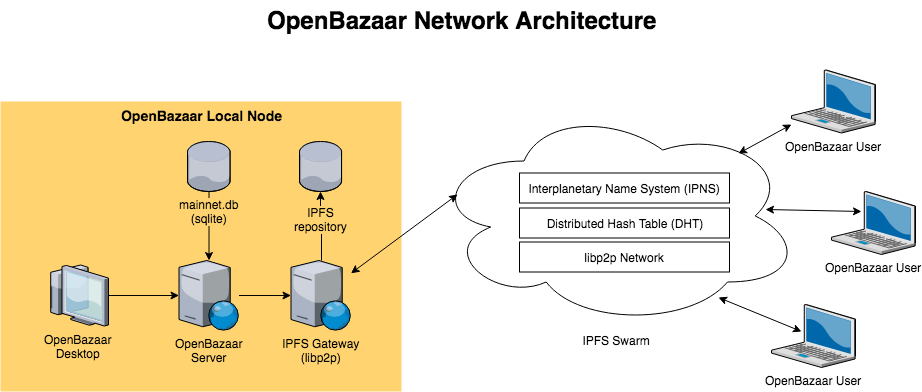 OpenBazaar Network Architecture
OpenBazaar Local Node
mainnet.db
(sqlite)
IPFS
repository
OpenBazaar
Desktop
OpenBazaar
Server
IPFS Gateway
(libp2p)
Interplanetary Name System (IPNS)
Distributed Hash Table (DHT)
libp2p Network
IPFS Swarm
OpenBazaar User
OpenBazaar User
OpenBazaar User